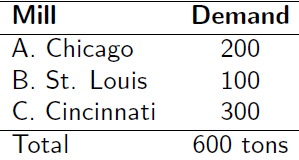 Mill Demand
A. Chicago 200
B. St. Louis 100
C. Cincinnati 300
Total 600 tons